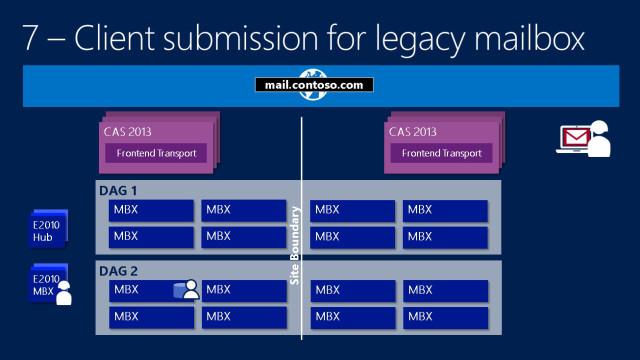 7 – Client submission for legacy mailbox
mail.contoso.com
CAS 2013
Frontend Transport
CAS 2013
Frontend Transport
Site Boundary
DAG 1
MBX MBX MBX MBX
MBX MBX MBX MBX
E2010
Hub
DAG 2
MBX MBX MBX MBX
MBX MBX MBX MBX
E2010
MBX